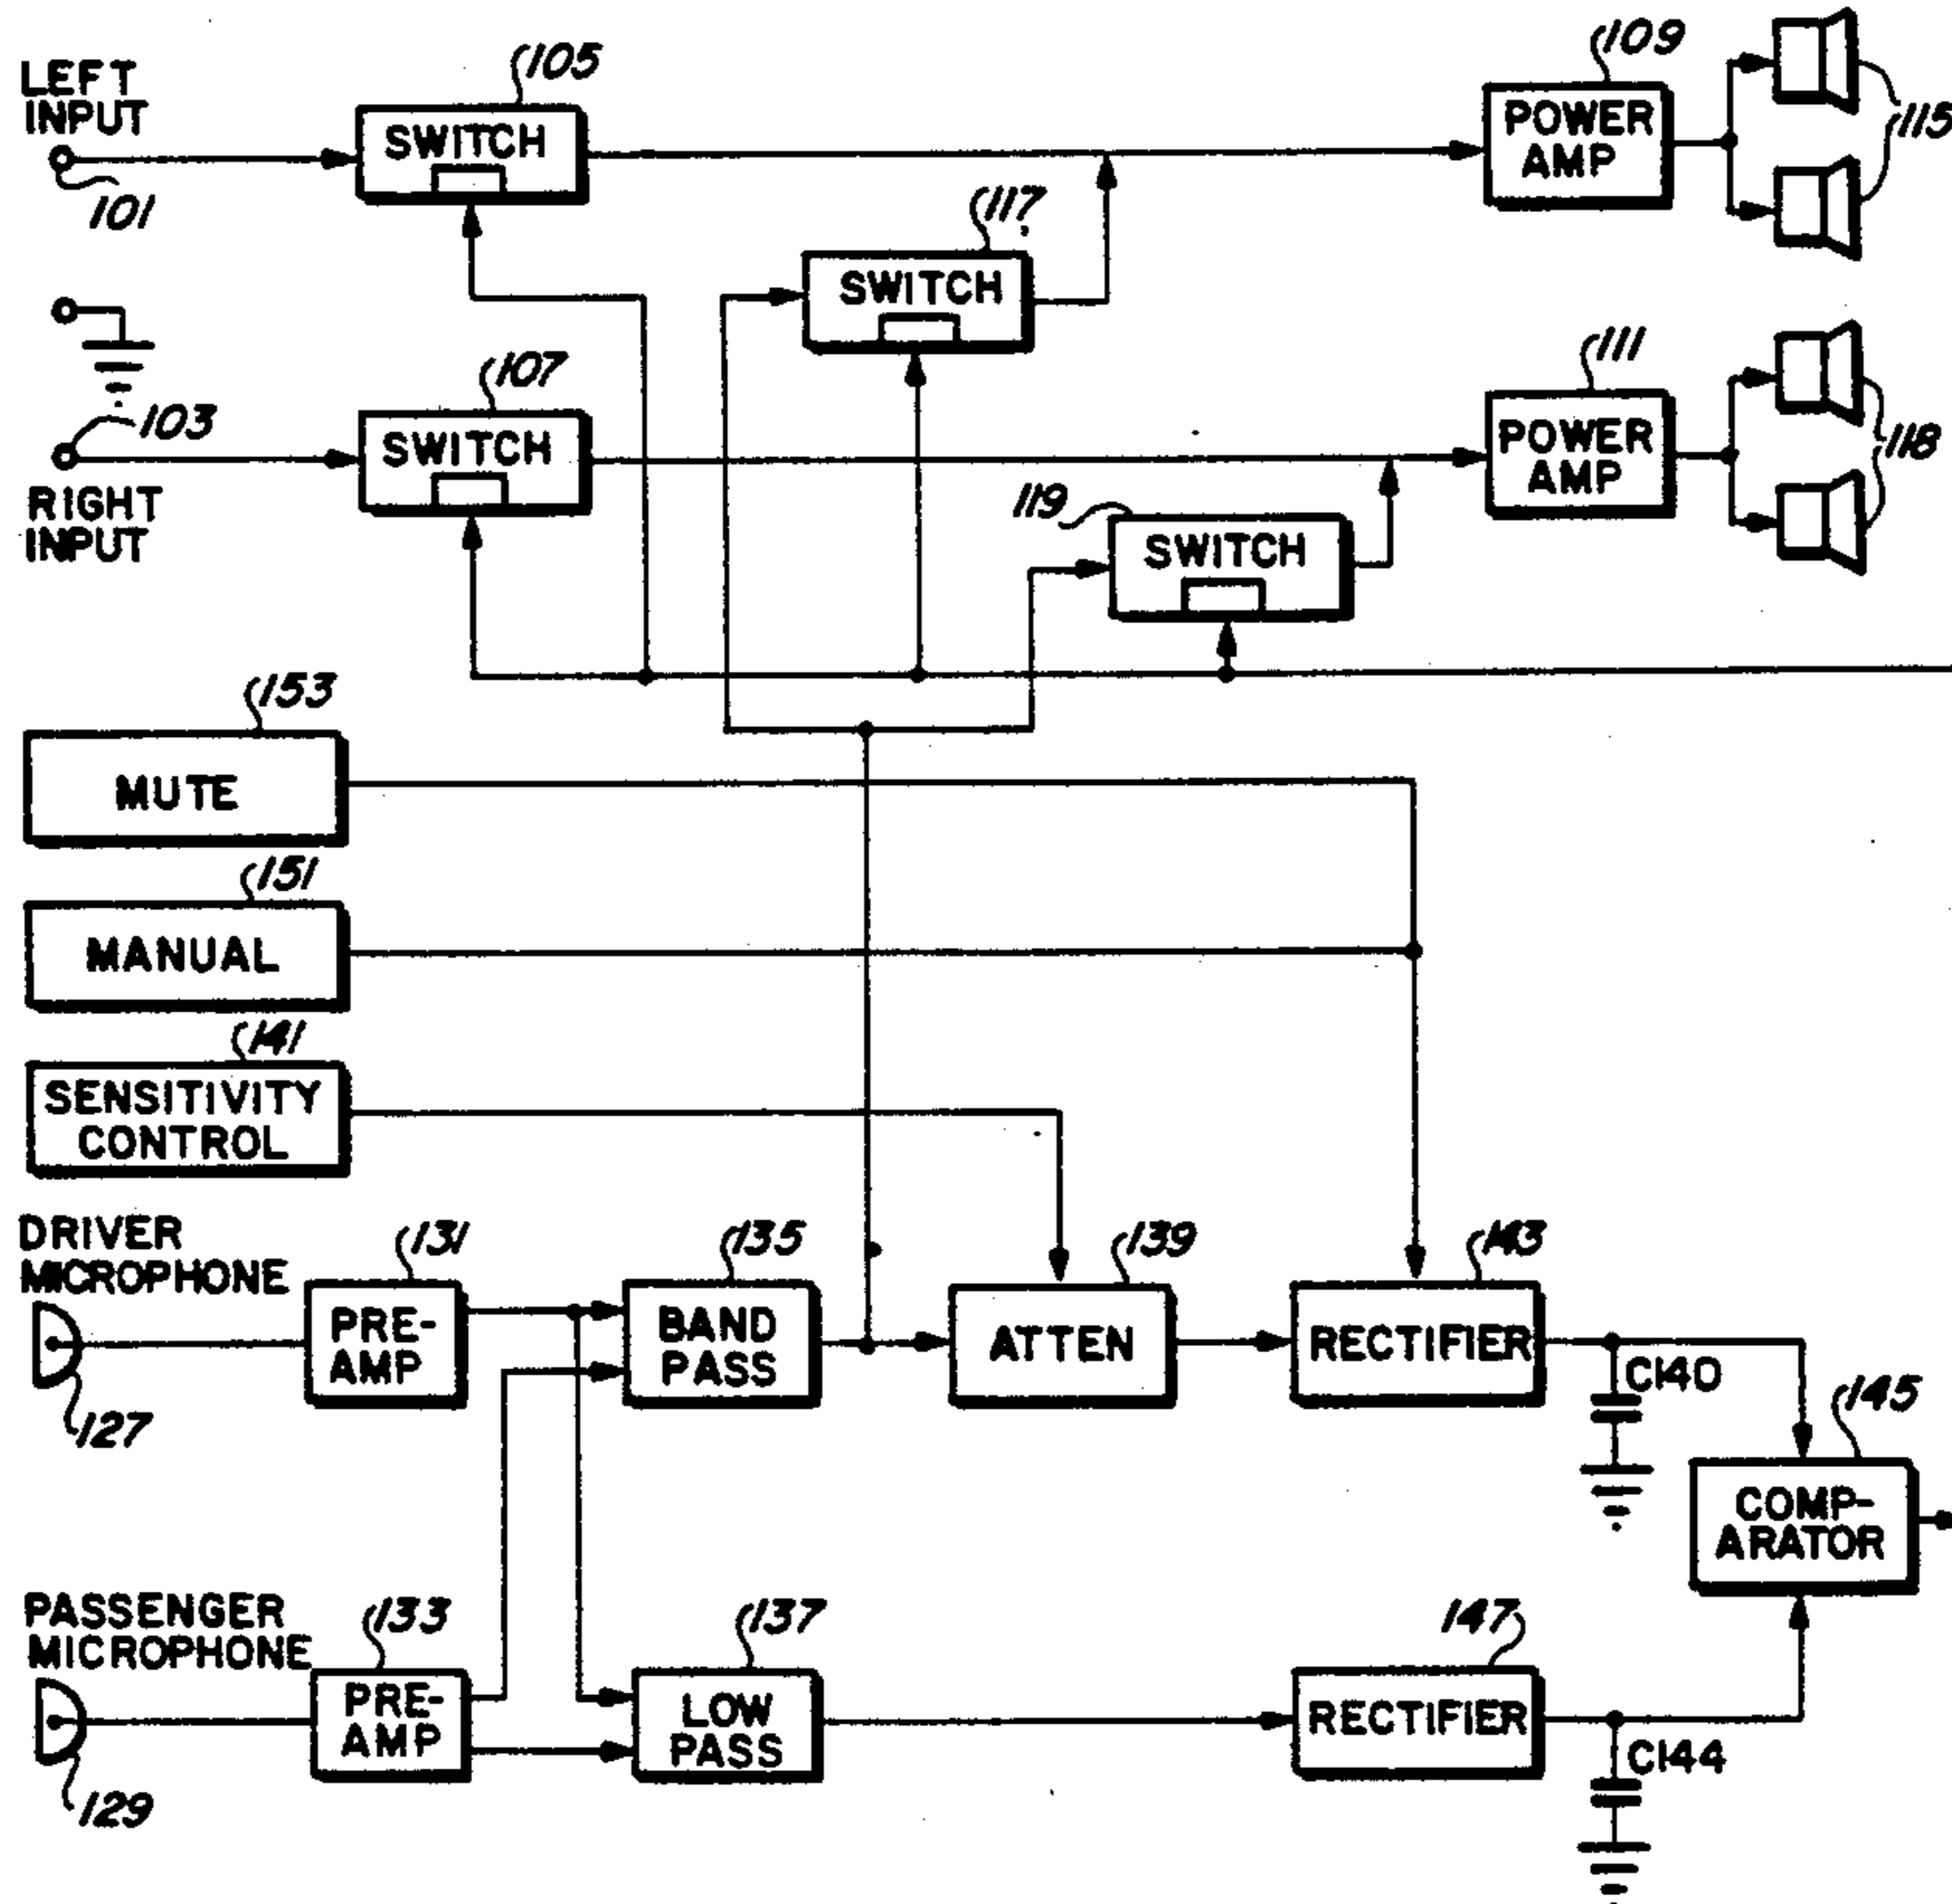 LEFT
INPUT
101
105
SWITCH
117
SWITCH
109
POWER
AMP
115
103
RIGHT
INPUT
107
SWITCH
119
SWITCH
111
POWER
AMP
118
153
MUTE
151
MANUAL
141
SENSITIVITY
CONTROL
DRIVER
MICROPHONE
127
131
PRE-
AMP
135
BAND
PASS
139
ATTEN
143
RECTIFIER
C140
145
COMP-
ARATOR
PASSENGER
MICROPHONE
129
133
PRE-
AMP
137
LOW
PASS
147
RECTIFIER
C144